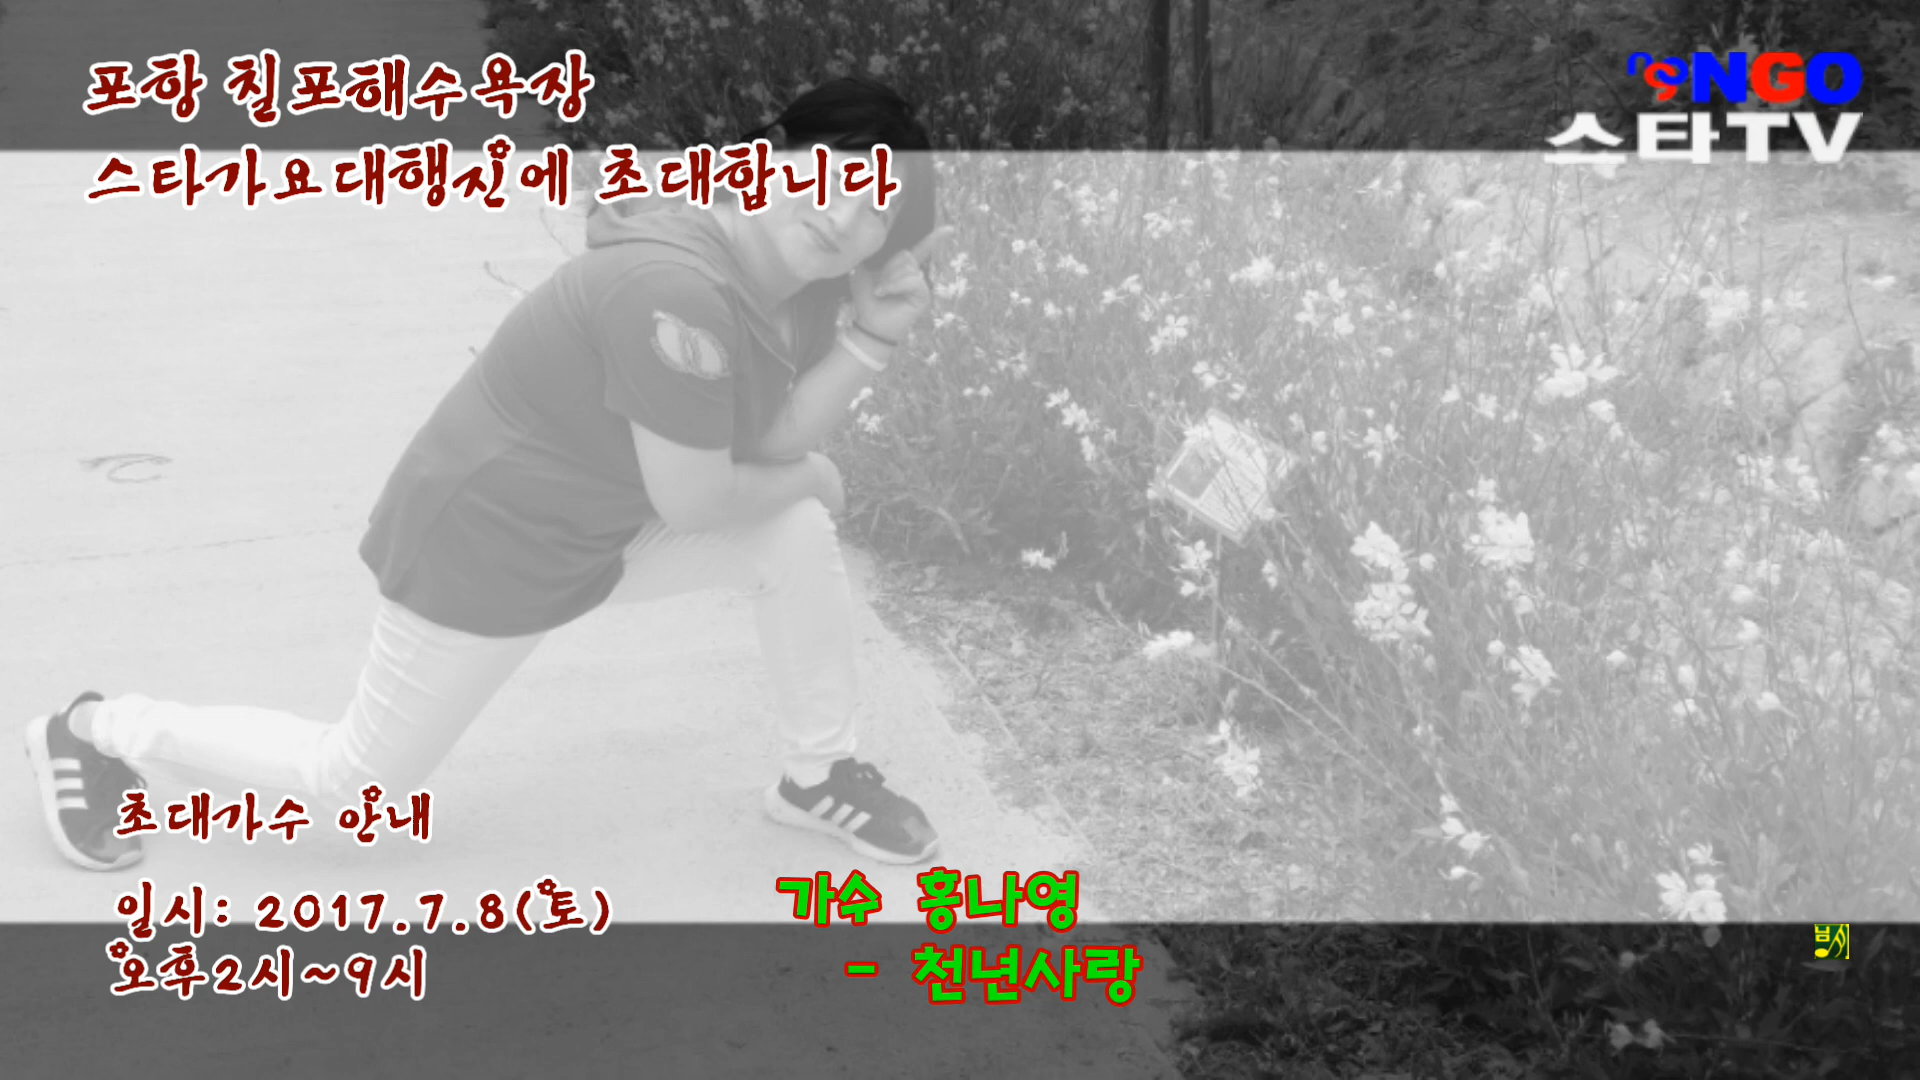 포항 칠포해수욕장
스타가요대행진에 초대합니다
NGO
스타TV
초대가수 안내
일시: 2017.7.8(토)
오후2시~9시
가수 홍나영
- 천년사랑